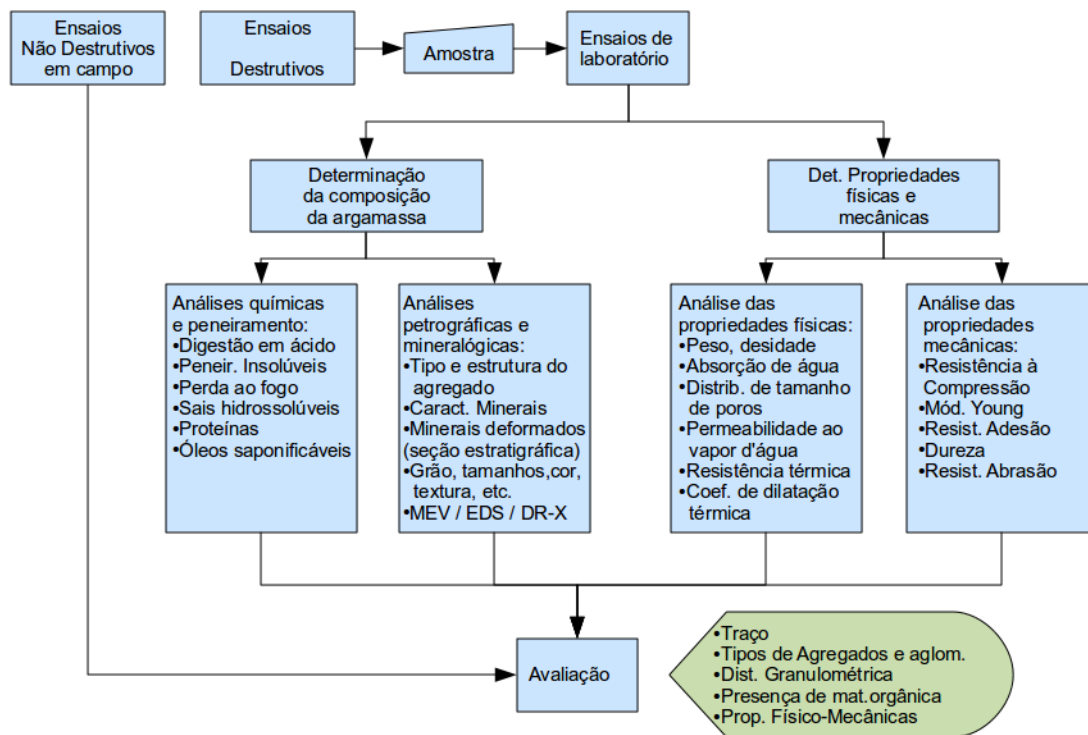 Ensaios
Não Destrutivos
em campo
Ensaios
Destrutivos
Amostra
Ensaios de
laboratório
Determinação
da composição
da argamassa
Det. Propriedades
físicas e
mecânicas
Análises químicas
e peneiramento:
•Digestão em ácido
•Peneir. Insolúveis
•Perda ao fogo
•Sais hidrossolúveis
•Proteínas
•Óleos saponificáveis
Análises
petrográficas e
mineralógicas:
•Tipo e estrutura do
agregado
•Caract. Minerais
•Minerais deformados
(seção estratigráfica)
•Grão, tamanhos,cor,
textura, etc.
•MEV / EDS / DR-X
Análise das
propriedades físicas:
•Peso, desidade
•Absorção de água
•Distrib. de tamanho
de poros
•Permeabilidade ao
vapor d'água
•Resistência térmica
•Coef. de dilatação
térmica
Análise das
propriedades
mecânicas:
•Resistência à
Compressão
•Mód. Young
•Resist. Adesão
•Dureza
•Resist. Abrasão
Avaliação
•Traço
•Tipos de Agregados e aglom.
•Dist. Granulométrica
•Presença de mat.orgânica
•Prop. Físico-Mecânicas